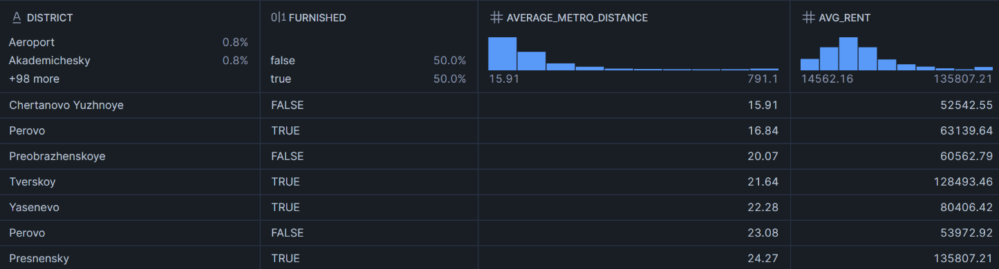 A DISTRICT 0|1 FURNISHED # AVERAGE_METRO_DISTANCE # AVG_RENT
Aeroport 0.8%
Akademichesky 0.8% false 50.0%
+98 more true 50.0% 15.91 791.1 14562.16 135807.21
Chertanovo Yuzhnoye FALSE 15.91 52542.55
Perovo TRUE 16.84 63139.64
Preobrazhenskoye FALSE 20.07 60562.79
Tverskoy TRUE 21.64 128493.46
Yasenevo TRUE 22.28 80406.42
Perovo FALSE 23.08 53972.92
Presnensky TRUE 24.27 135807.21